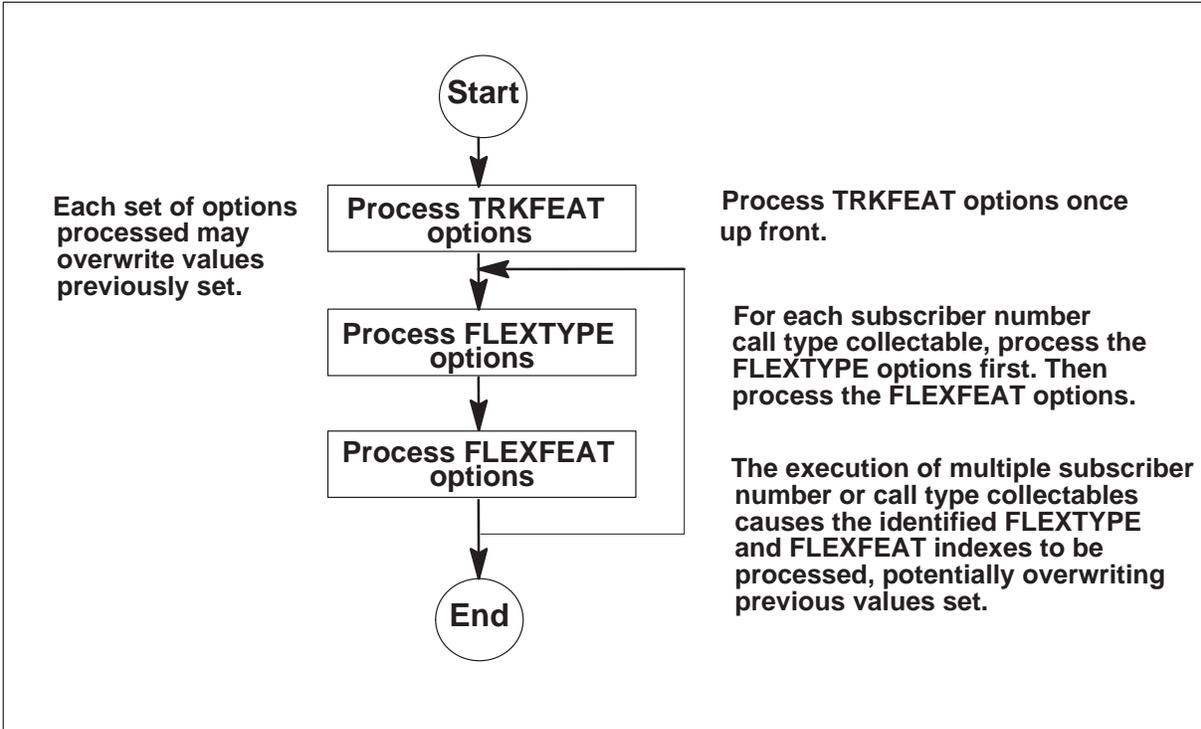 Start
Each set of options
processed may
overwrite values
previously set.
Process TRKFEAT
options
Process TRKFEAT options once
up front.
Process FLEXTYPE
options
For each subscriber number
call type collectable, process the
FLEXTYPE options first. Then
process the FLEXFEAT options.
Process FLEXFEAT
options
The execution of multiple subscriber
number or call type collectables
causes the identified FLEXTYPE
and FLEXFEAT indexes to be
processed, potentially overwriting
previous values set.
End